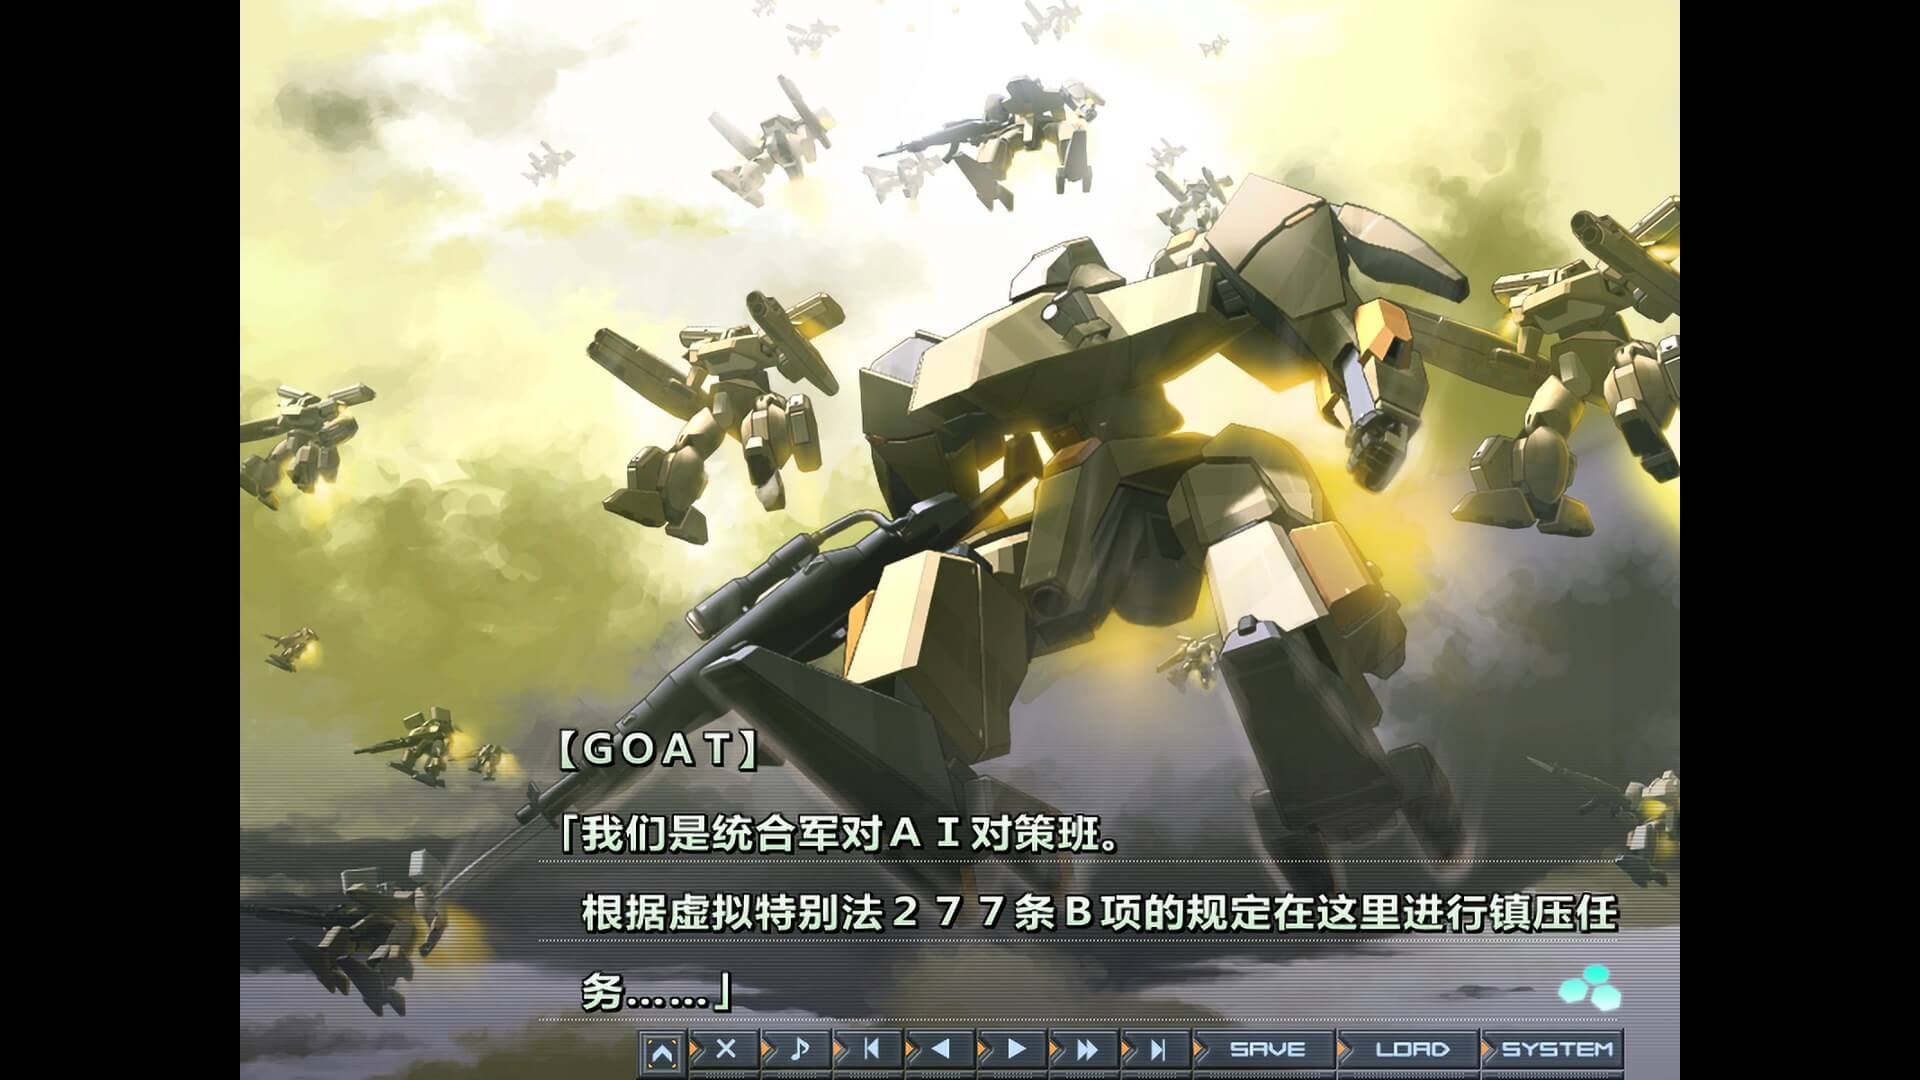 【GOAT】
「我们是统合军对ＡＩ对策班。
根据虚拟特别法２７７条Ｂ项的规定在这里进行镇压任
务……」
SAVE LOAD SYSTEM